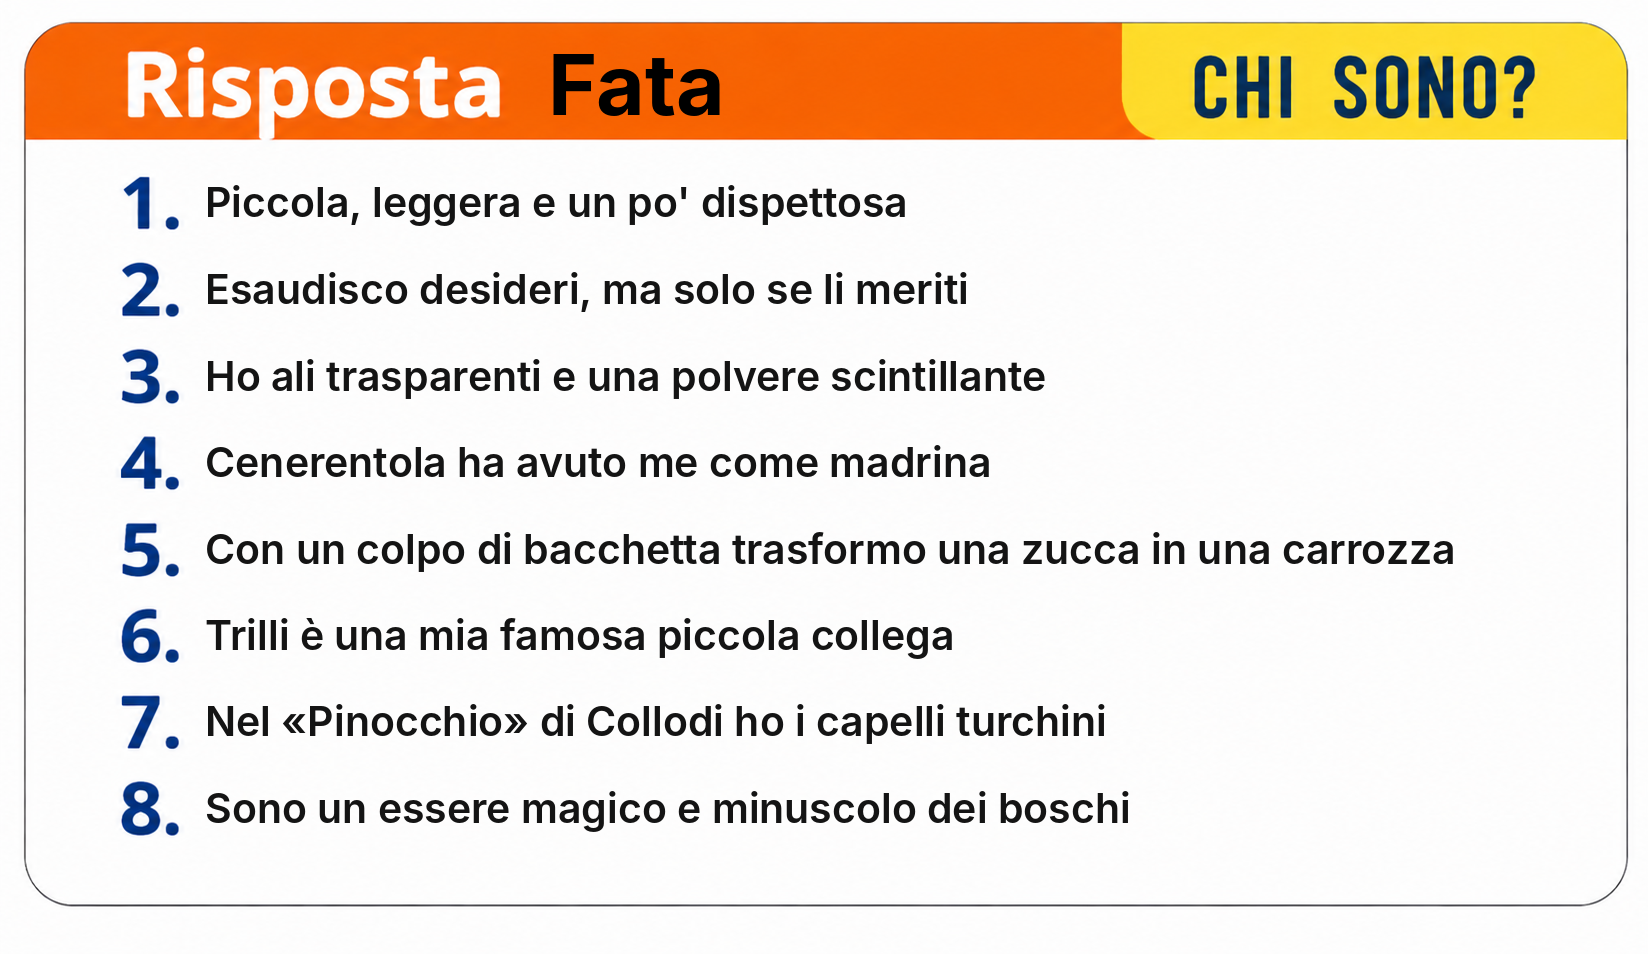 Risposta Fata
CHI SONO?
1. Piccola, leggera e un po' dispettosa
2. Esaudisco desideri, ma solo se li meriti
3. Ho ali trasparenti e una polvere scintillante
4. Cenerentola ha avuto me come madrina
5. Con un colpo di bacchetta trasformo una zucca in una carrozza
6. Trilli è una mia famosa piccola collega
7. Nel «Pinocchio» di Collodi ho i capelli turchini
8. Sono un essere magico e minuscolo dei boschi